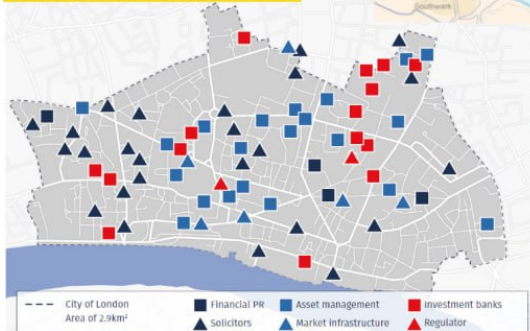 Southwark
City of London
Area of 2.9km²
Financial PR
Asset management
Investment banks
Solicitors
Market infrastructure
Regulator